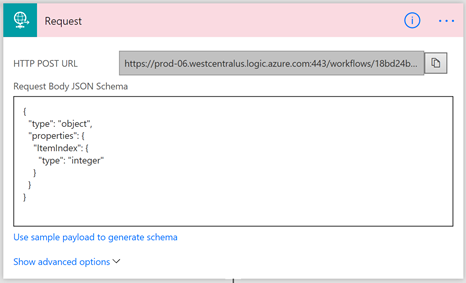 Request
HTTP POST URL
https://prod-06.westcentralus.logic.azure.com:443/workflows/18bd24b...
Request Body JSON Schema
{
"type": "object",
"properties": {
"ItemIndex": {
"type": "integer"
}
}
}
Use sample payload to generate schema
Show advanced options